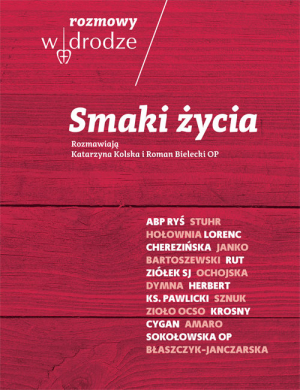 rozmowy
w drodze
Smaki życia
Rozmawiają
Katarzyna Kolska i Roman Bielecki OP
ABP RYŚ STUHR
HOŁOWNIA LORENC
CHEREZIŃSKA JANKO
BARTOSZEWSKI RUT
ZIÓŁEK SJ OCHOJSKA
DYMNA HERBERT
KS. PAWLICKI SZNUK
ZIOŁO OCSO KROSNY
CYGAN AMARO
SOKOŁOWSKA OP
BŁASZCZYK-JANCZARSKA